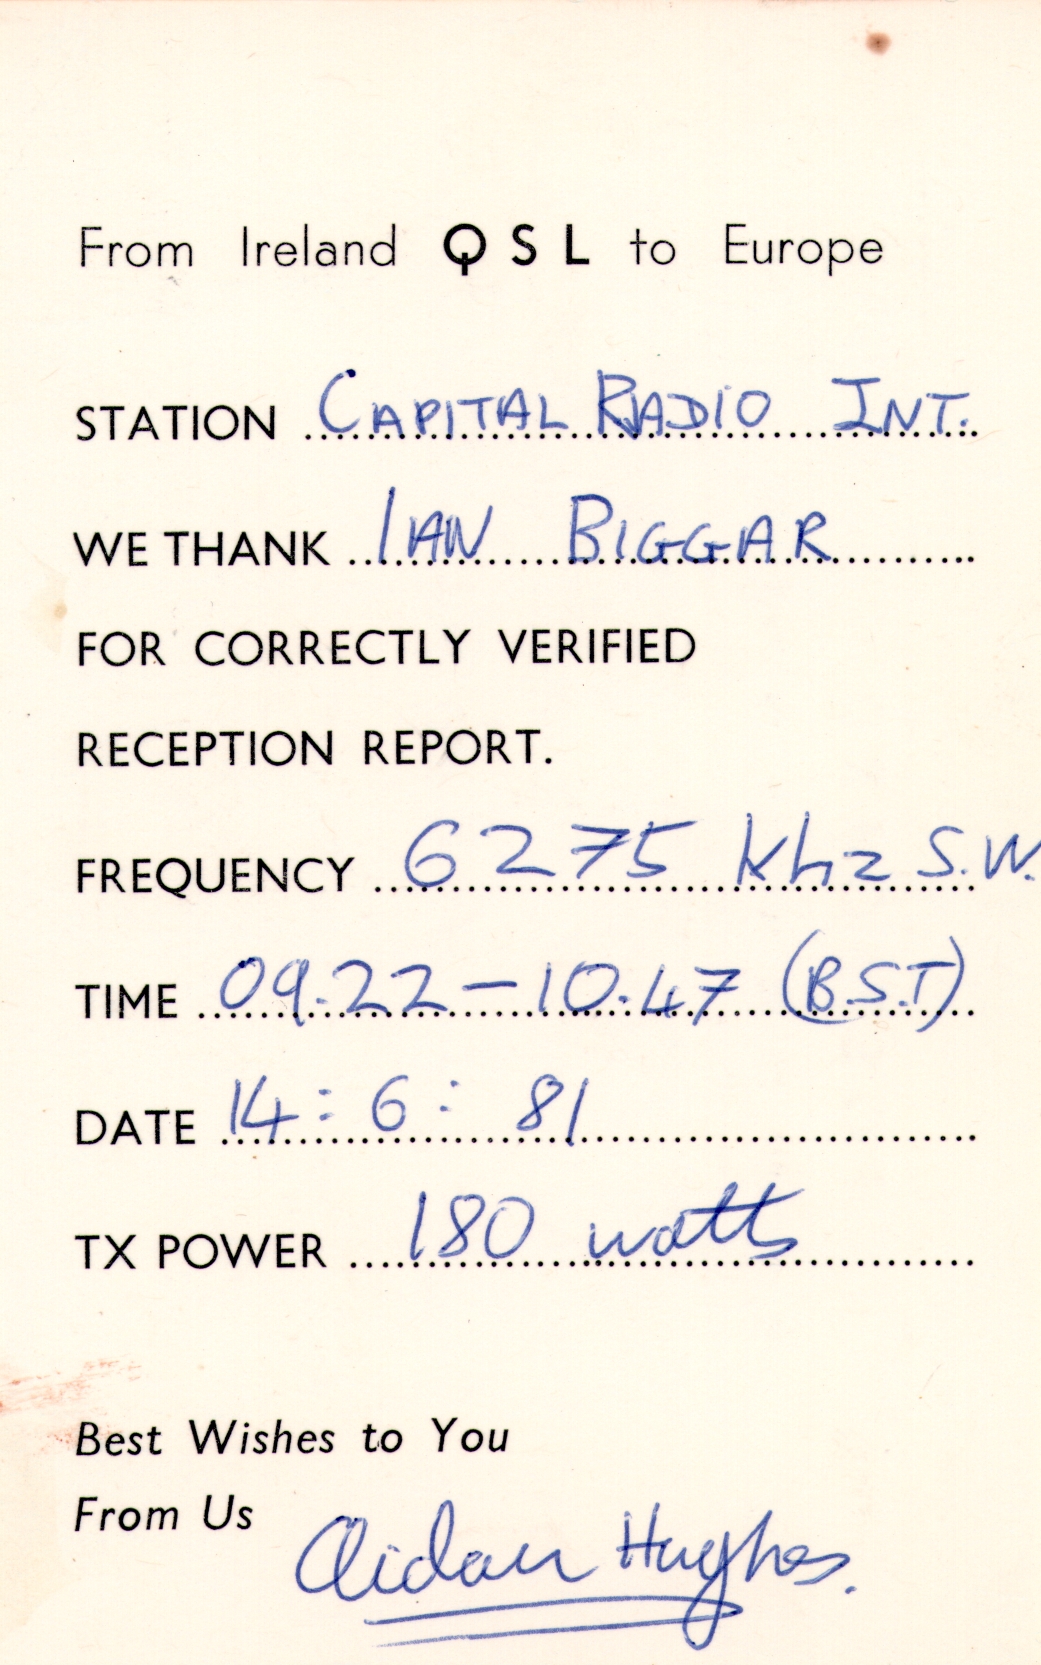 From Ireland QSL to Europe
STATION CAPITAL RADIO INT.
WE THANK IAN BIGGAR
FOR CORRECTLY VERIFIED
RECEPTION REPORT.
FREQUENCY 6275 Khz S.W.
TIME 09.22 – 10.47 (B.S.T)
DATE 14 : 6 : 81
TX POWER 180 watts
Best Wishes to You
From Us Aidan Hughes.